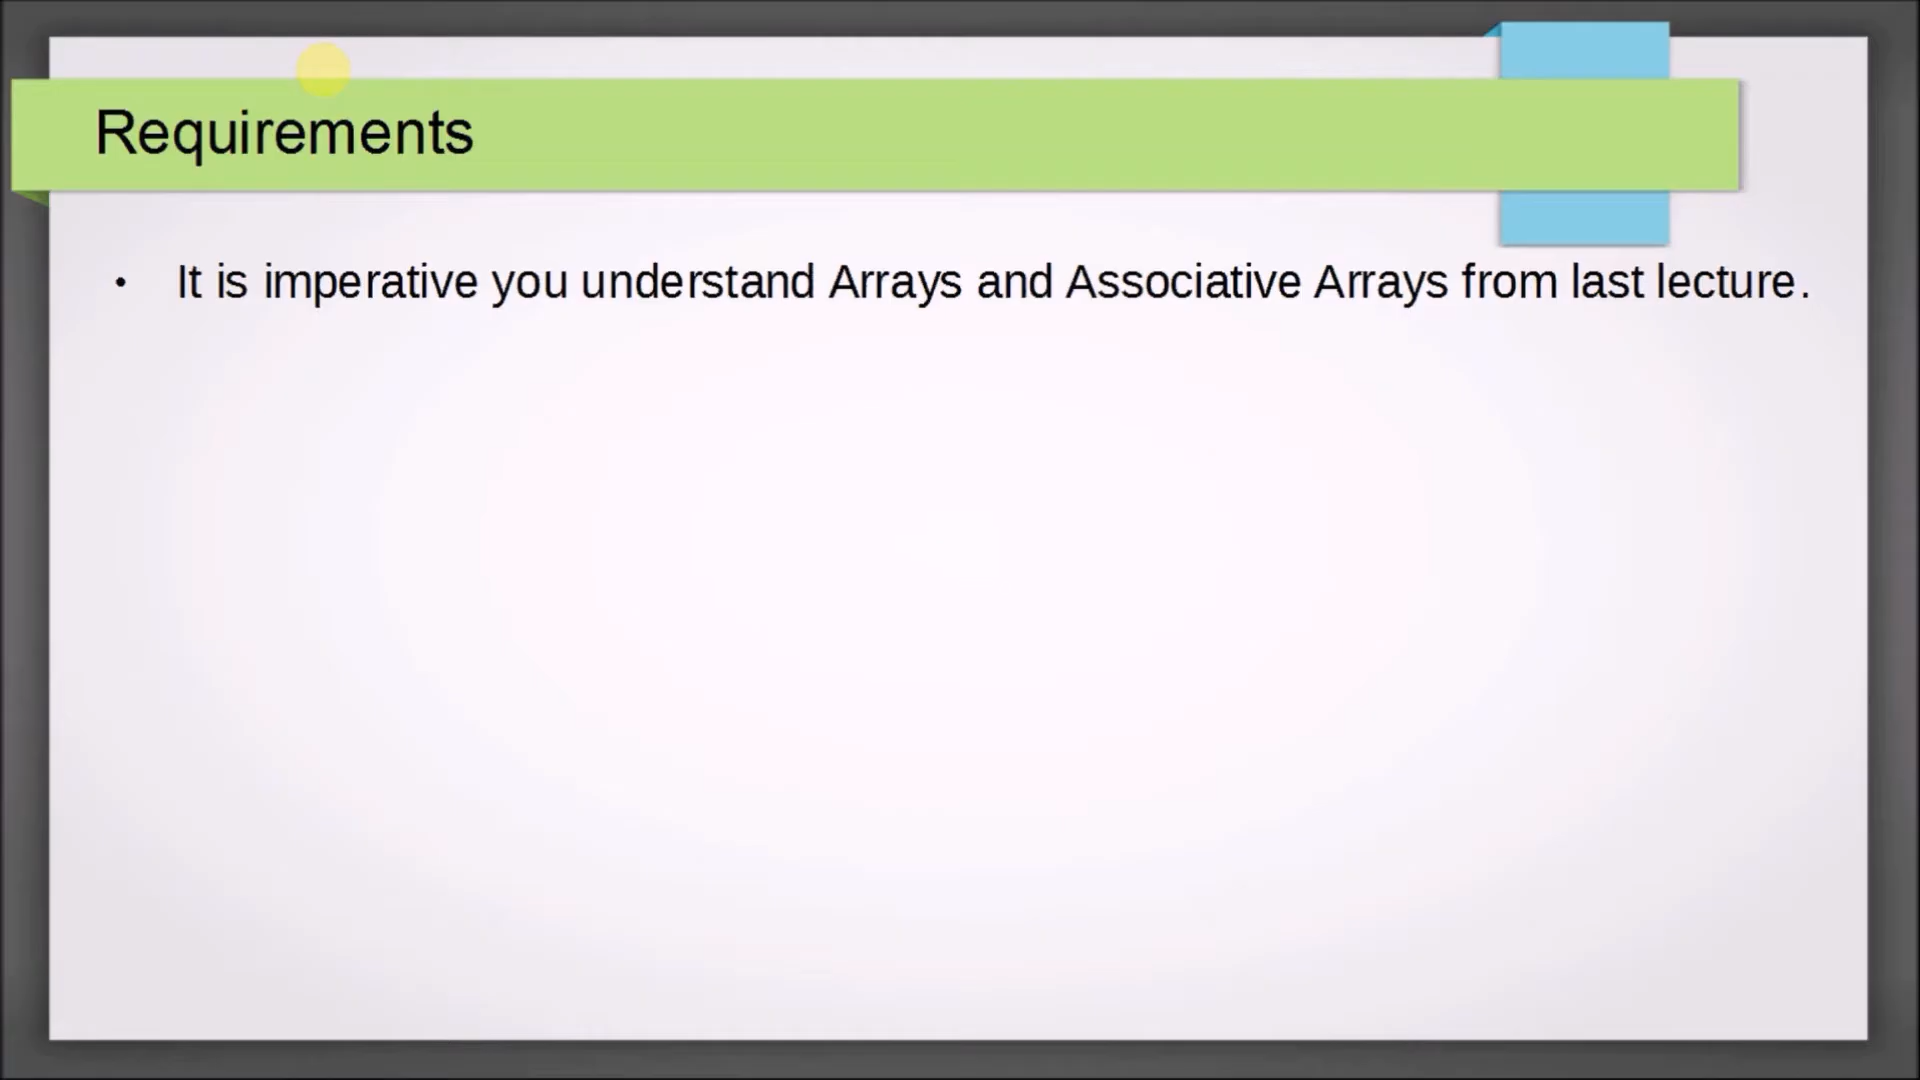 Requirements
• It is imperative you understand Arrays and Associative Arrays from last lecture.